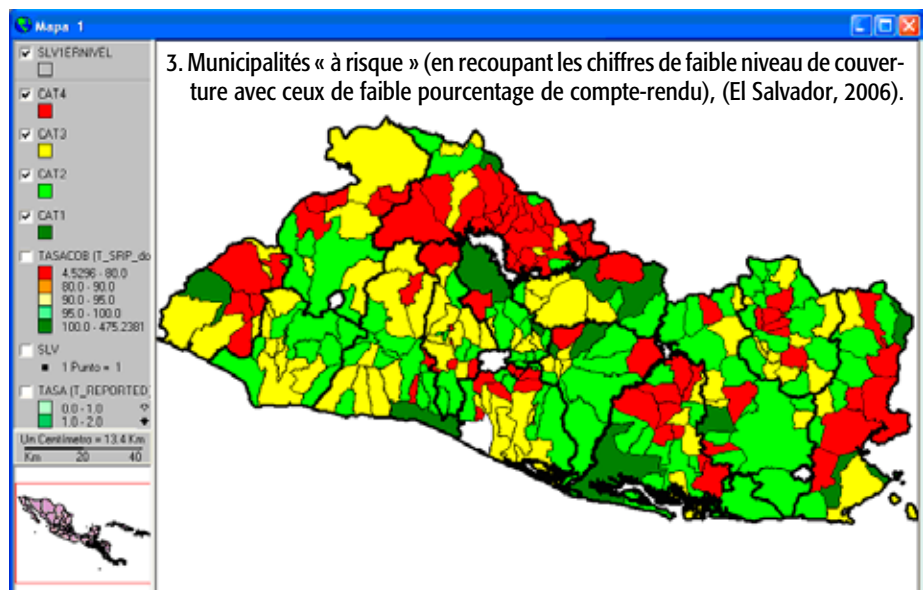 Mapa 1
3. Municipalités « à risque » (en recoupant les chiffres de faible niveau de couver-
ture avec ceux de faible pourcentage de compte-rendu), (El Salvador, 2006).
SLV1ERNIVEL
CAT4
CAT3
CAT2
CAT1
TASACOB (T_SRIP_do
4.5296 - 80.0
80.0 - 90.0
90.0 - 95.0
95.0 - 100.0
100.0 - 475.2381
SLV
1 Punto = 1
TASA (T_REPORTED
0.0 - 1.0
1.0 - 2.0
Un Centímetro = 13.4 Km
Km 20 40